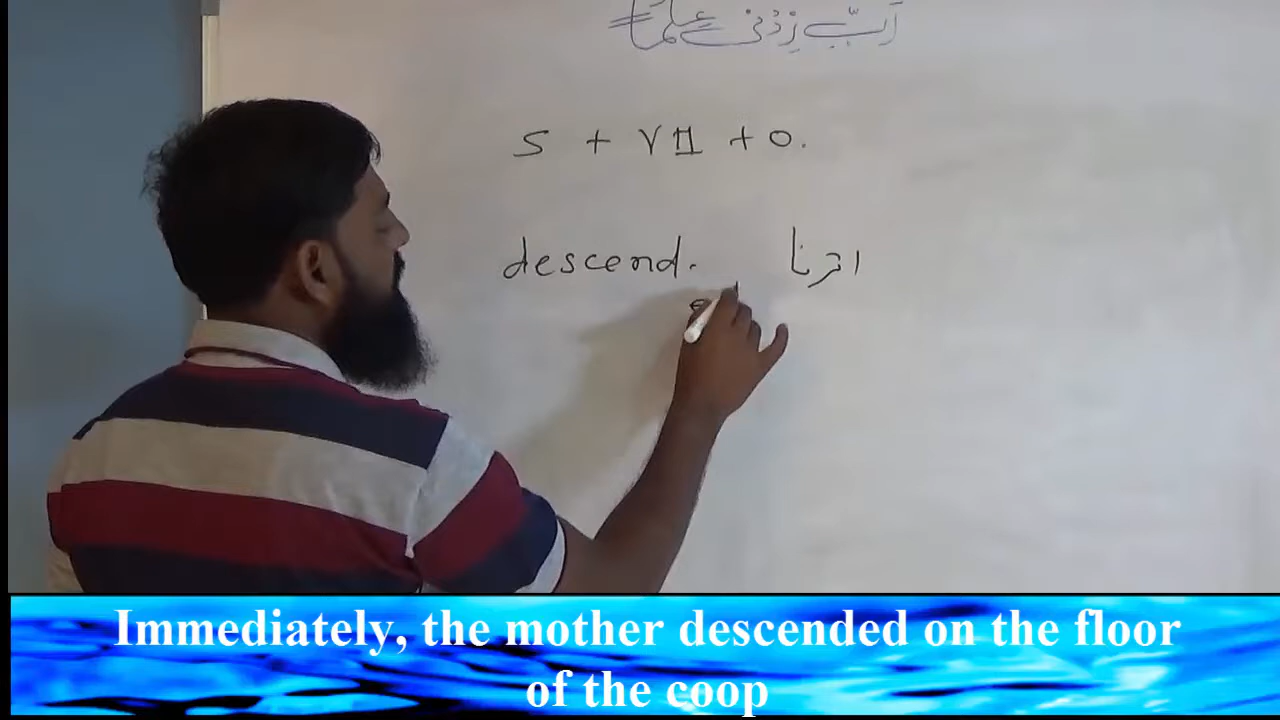 رَبِّ زِدْنِي عِلْمًا
S + V II + O.
descend. اترنا
Immediately, the mother descended on the floor
of the coop